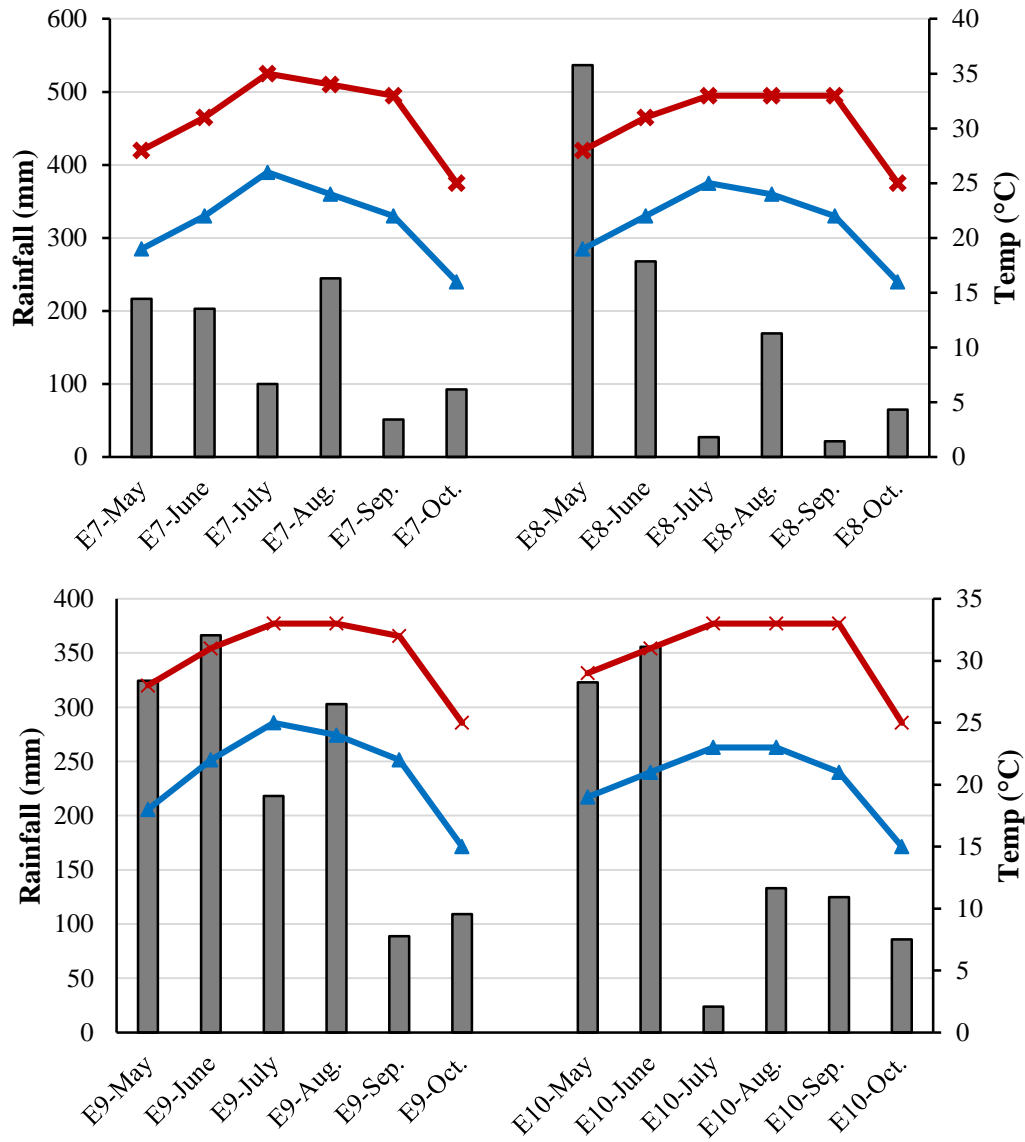 600
500
400
300
200
100
0
Rainfall (mm)
40
35
30
25
20
15
10
5
0
Temp (°C)
E7-May
E7-June
E7-July
E7-Aug.
E7-Sep.
E7-Oct.
E8-May
E8-June
E8-July
E8-Aug.
E8-Sep.
E8-Oct.
400
350
300
250
200
150
100
50
0
Rainfall (mm)
35
30
25
20
15
10
5
0
Temp (°C)
E9-May
E9-June
E9-July
E9-Aug.
E9-Sep.
E9-Oct.
E10-May
E10-June
E10-July
E10-Aug.
E10-Sep.
E10-Oct.